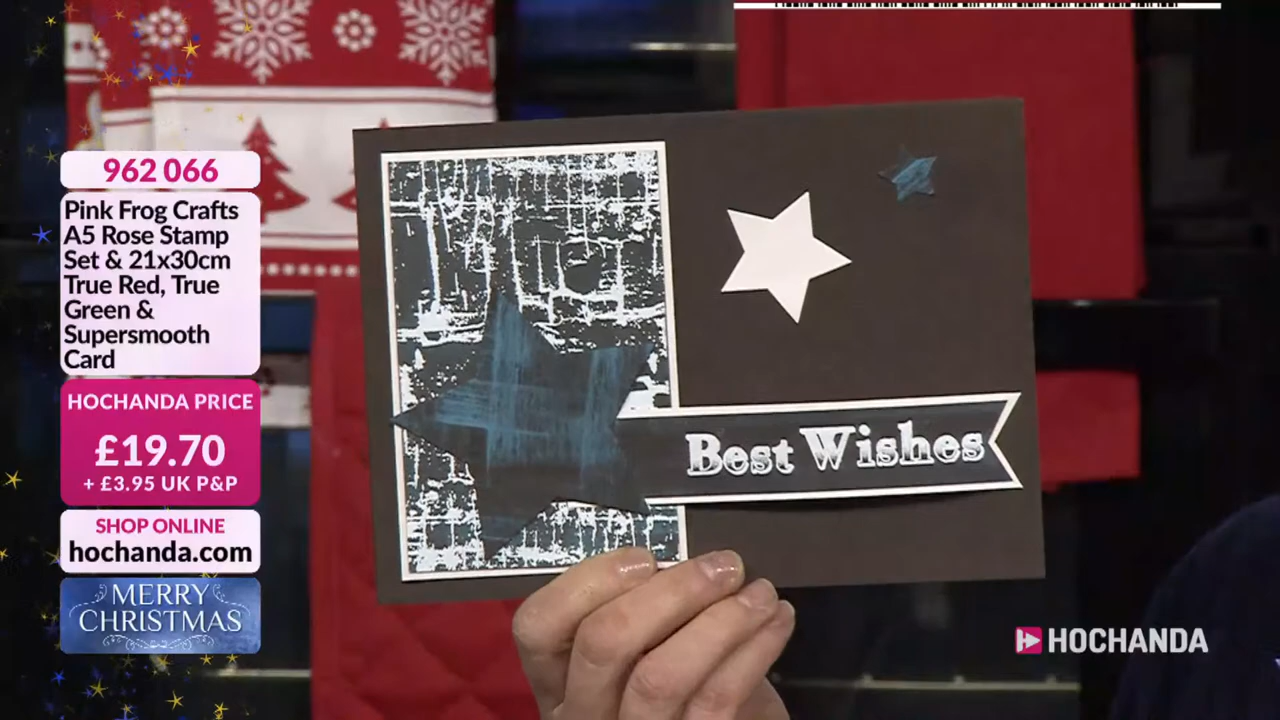 962 066
Pink Frog Crafts
A5 Rose Stamp
Set & 21x30cm
True Red, True
Green &
Supersmooth
Card
HOCHANDA PRICE
£19.70
+ £3.95 UK P&P
SHOP ONLINE
hochanda.com
MERRY
CHRISTMAS
Best Wishes
HOCHANDA